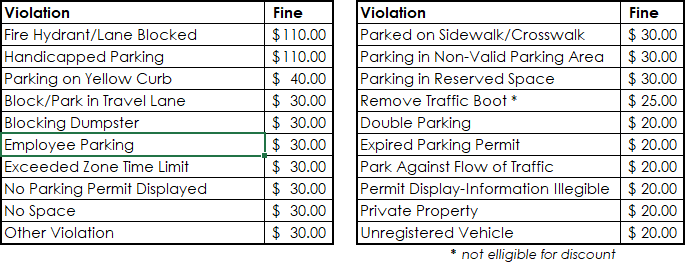 Violation Fine
Fire Hydrant/Lane Blocked $110.00
Handicapped Parking $110.00
Parking on Yellow Curb $ 40.00
Block/Park in Travel Lane $ 30.00
Blocking Dumpster $ 30.00
Employee Parking $ 30.00
Exceeded Zone Time Limit $ 30.00
No Parking Permit Displayed $ 30.00
No Space $ 30.00
Other Violation $ 30.00
Violation Fine
Parked on Sidewalk/Crosswalk $ 30.00
Parking in Non-Valid Parking Area $ 30.00
Parking in Reserved Space $ 30.00
Remove Traffic Boot * $ 25.00
Double Parking $ 20.00
Expired Parking Permit $ 20.00
Park Against Flow of Traffic $ 20.00
Permit Display-Information Illegible $ 20.00
Private Property $ 20.00
Unregistered Vehicle $ 20.00
* not elligible for discount